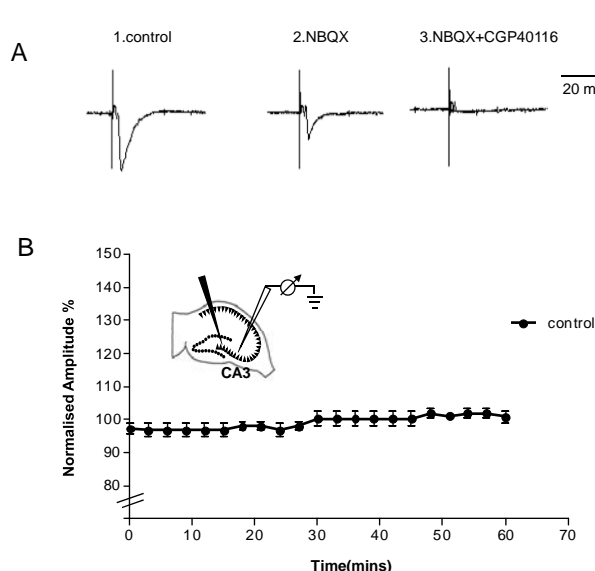 1.control 2.NBQX 3.NBQX+CGP40116
A
20 m
B
150
140
130
120
110
100
90
80
Normalised Amplitude %
CA3
control
0 10 20 30 40 50 60 70
Time(mins)